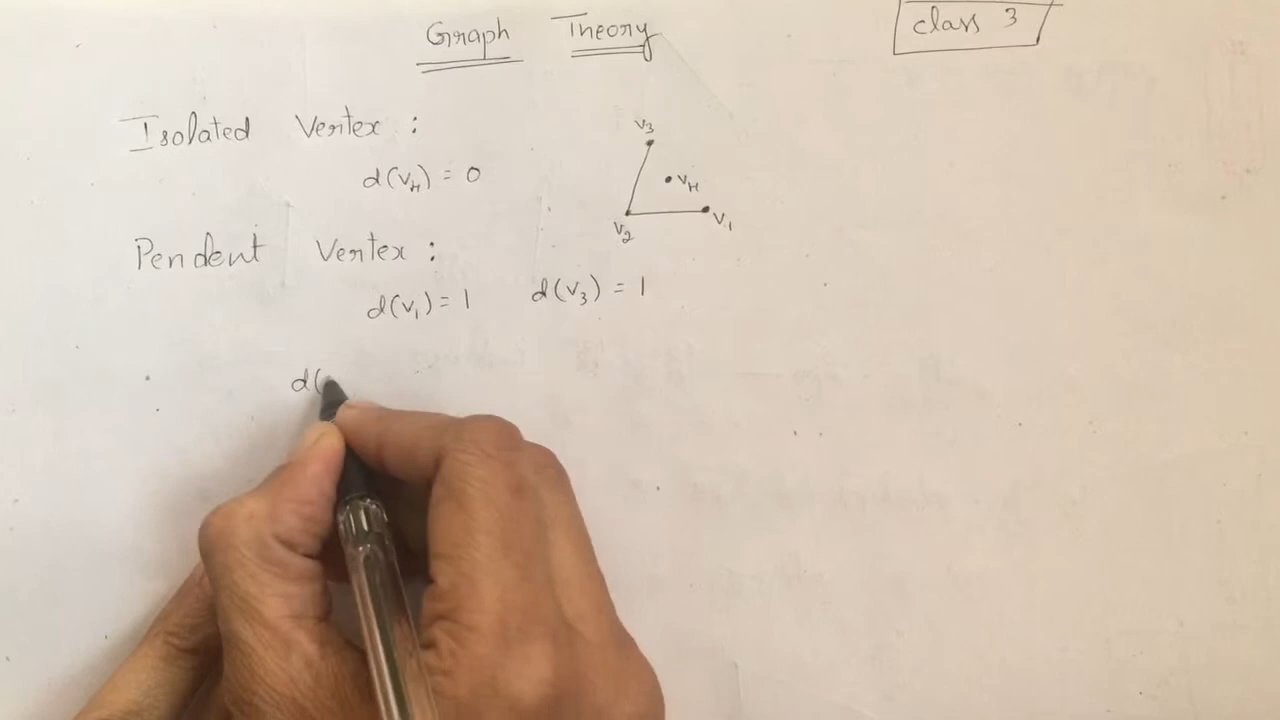 Graph Theory
class 3
Isolated Vertex :
d(v₄) = 0
v₃
v₄
v₂
v₁
Pendent Vertex :
d(v₁) = 1 d(v₃) = 1
d(